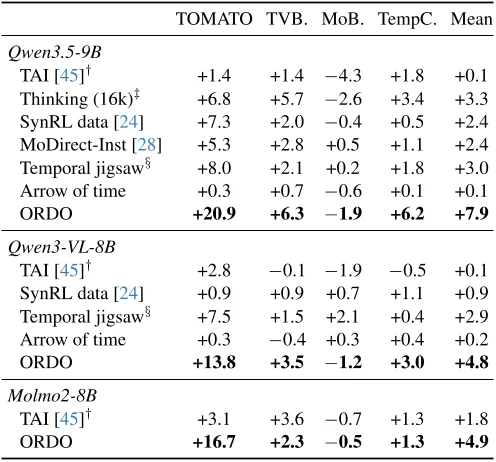 TOMATO TVB. MoB. TempC. Mean
Qwen3.5-9B
TAI [45]† +1.4 +1.4 −4.3 +1.8 +0.1
Thinking (16k)‡ +6.8 +5.7 −2.6 +3.4 +3.3
SynRL data [24] +7.3 +2.0 −0.4 +0.5 +2.4
MoDirect-Inst [28] +5.3 +2.8 +0.5 +1.1 +2.4
Temporal jigsaw§ +8.0 +2.1 +0.2 +1.8 +3.0
Arrow of time +0.3 +0.7 −0.6 +0.1 +0.1
ORDO +20.9 +6.3 −1.9 +6.2 +7.9
Qwen3-VL-8B
TAI [45]† +2.8 −0.1 −1.9 −0.5 +0.1
SynRL data [24] +0.9 +0.9 +0.7 +1.1 +0.9
Temporal jigsaw§ +7.5 +1.5 +2.1 +0.4 +2.9
Arrow of time +0.3 −0.4 +0.3 +0.4 +0.2
ORDO +13.8 +3.5 −1.2 +3.0 +4.8
Molmo2-8B
TAI [45]† +3.1 +3.6 −0.7 +1.3 +1.8
ORDO +16.7 +2.3 −0.5 +1.3 +4.9